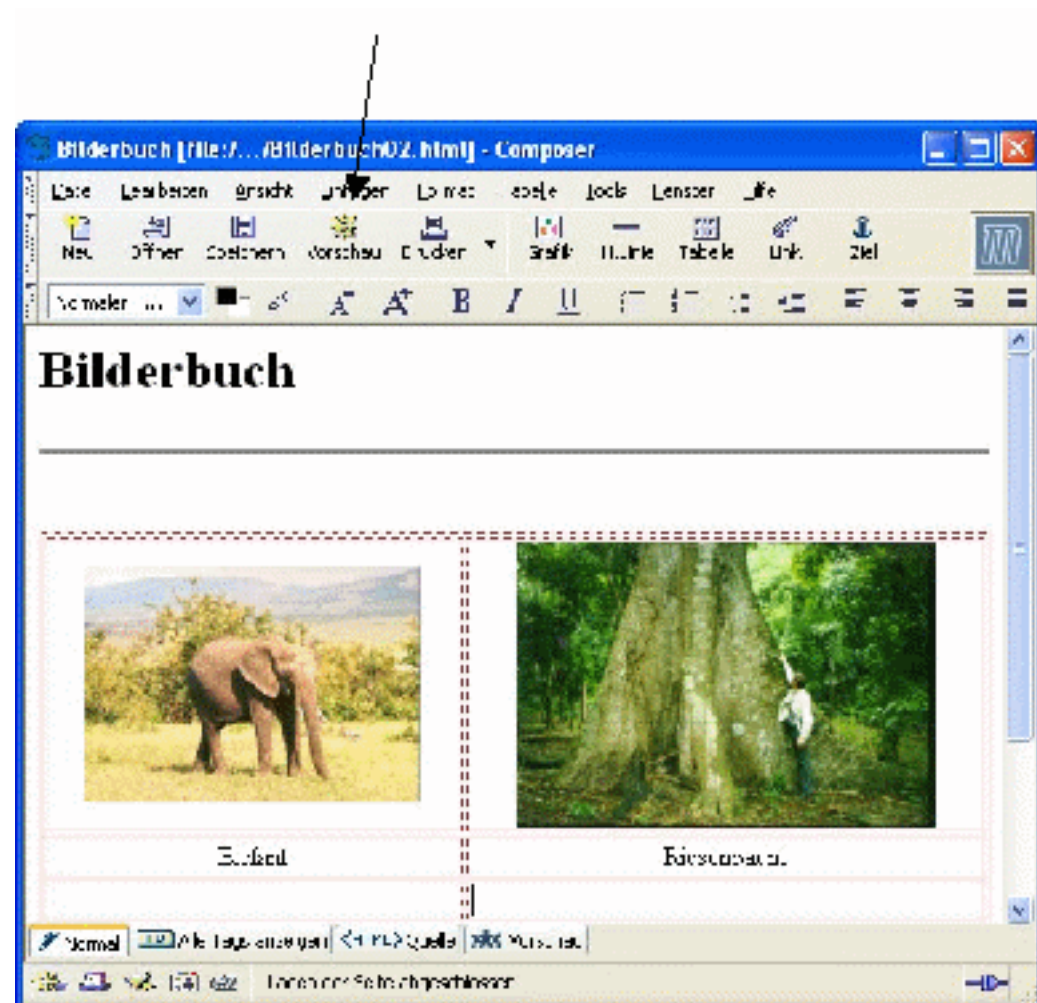 Bilderbuch [file:/.../Bilderbuch02.html] - Composer
Datei Bearbeiten Ansicht Einfügen Format Tabelle Tools Fenster Hilfe
Neu Öffnen Speichern Vorschau Drucken Grafik H.Linie Tabelle Link Ziel
Normaler ...
Bilderbuch
Elefant Riesenbaum
Normal Alle Tags anzeigen <HTML> Quelle Vorschau
Laden der Seite abgeschlossen